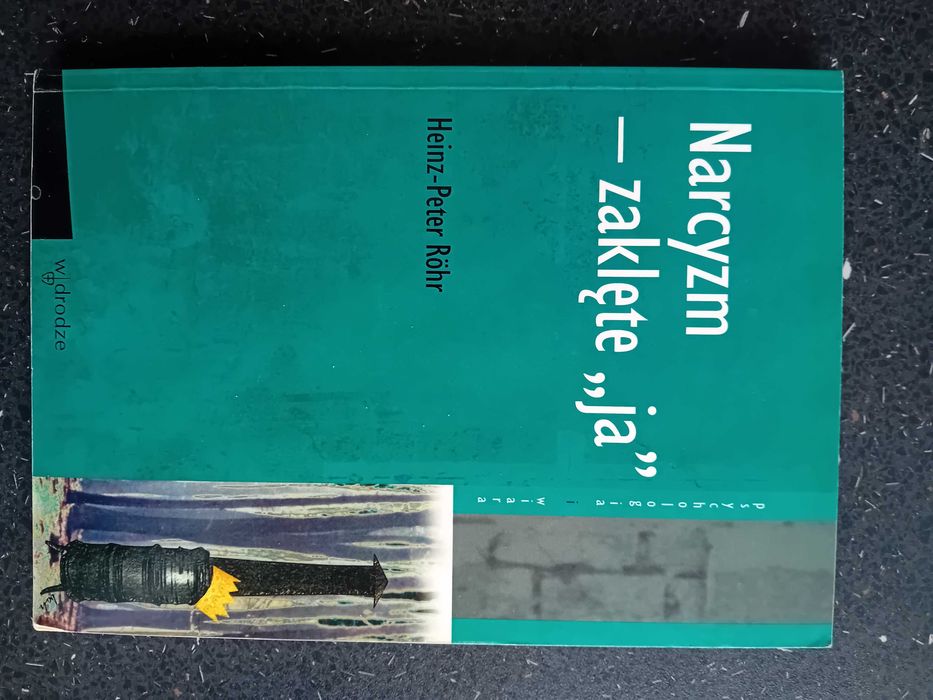 Narcyzm
– zaklęte „ja”
Heinz-Peter Röhr
psychologia i wiara
w drodze